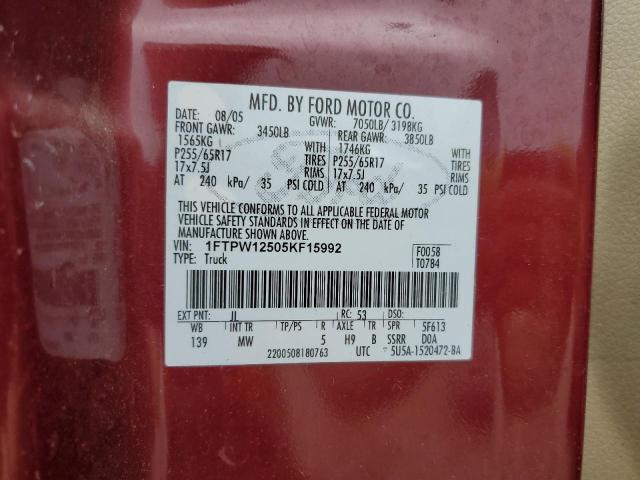 MFD. BY FORD MOTOR CO.
DATE: 08/05 GVWR: 7050LB/ 3198KG
FRONT GAWR: 3450LB REAR GAWR: 3850LB
1565KG WITH 1746KG WITH
P255/65R17 TIRES P255/65R17 TIRES
17x7.5J RIMS 17x7.5J RIMS
AT 240 kPa/ 35 PSI COLD AT 240 kPa/ 35 PSI COLD
THIS VEHICLE CONFORMS TO ALL APPLICABLE FEDERAL MOTOR
VEHICLE SAFETY STANDARDS IN EFFECT ON THE DATE OF
MANUFACTURE SHOWN ABOVE.
VIN: 1FTPW12505KF15992 F0058
TYPE: Truck T0784
EXT PNT: JL RC: 53 DSO:
WB INT TR TP/PS R AXLE TR SPR 5F613
139 MW 5 H9 B SSRR D0A
2200508180763 UTC 5U5A-1520472-BA
Ford